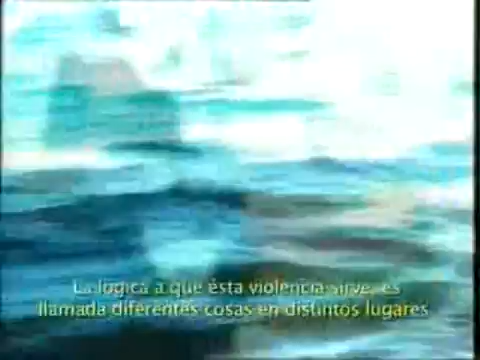 La lógica a que ésta violencia sirve, es
llamada diferentes cosas en distintos lugares